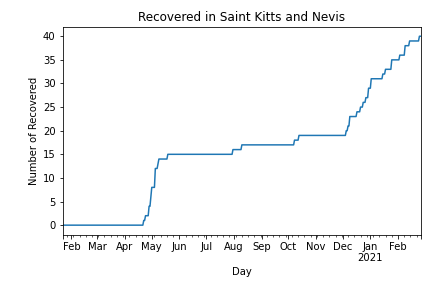 Recovered in Saint Kitts and Nevis
Number of Recovered
40
35
30
25
20
15
10
5
0
Feb Mar Apr May Jun Jul Aug Sep Oct Nov Dec Jan Feb
2021
Day